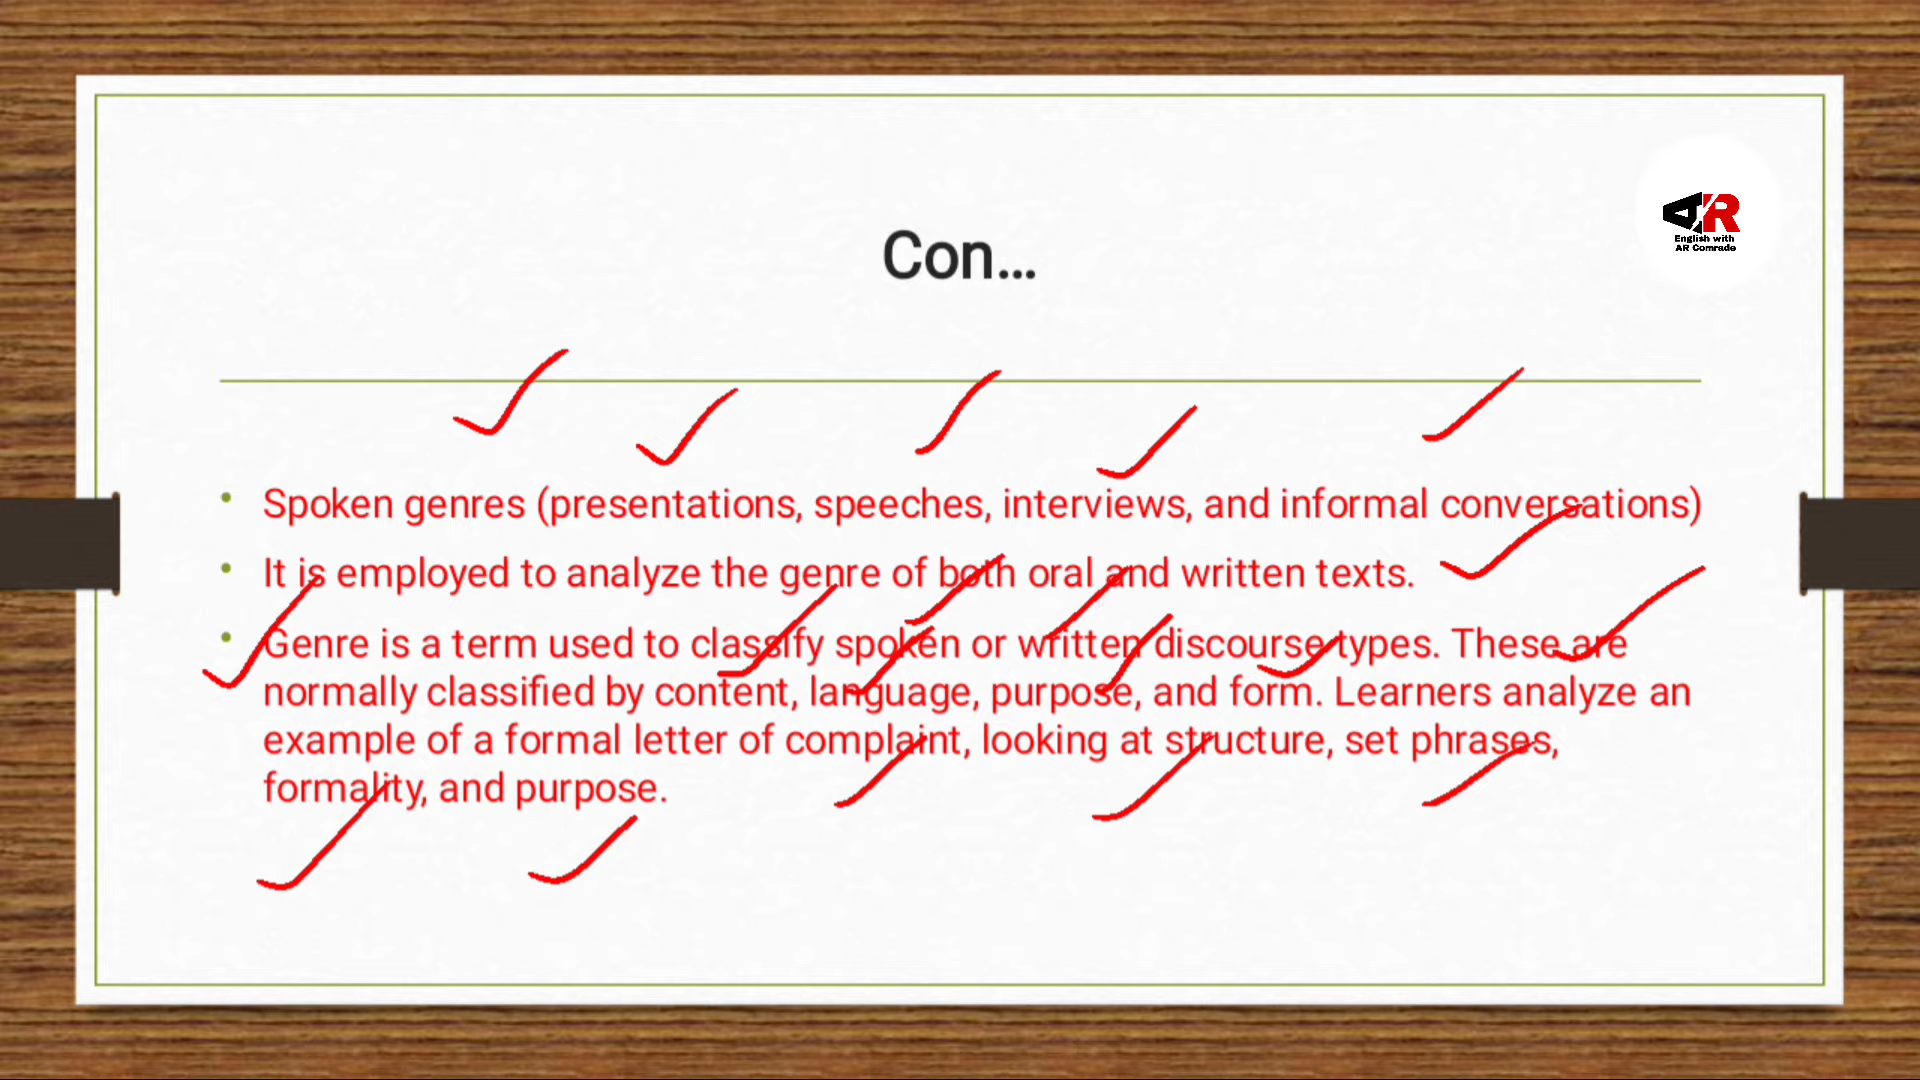 Con...
English with
AR Comrade
• Spoken genres (presentations, speeches, interviews, and informal conversations)
• It is employed to analyze the genre of both oral and written texts.
• Genre is a term used to classify spoken or written discourse types. These are
normally classified by content, language, purpose, and form. Learners analyze an
example of a formal letter of complaint, looking at structure, set phrases,
formality, and purpose.